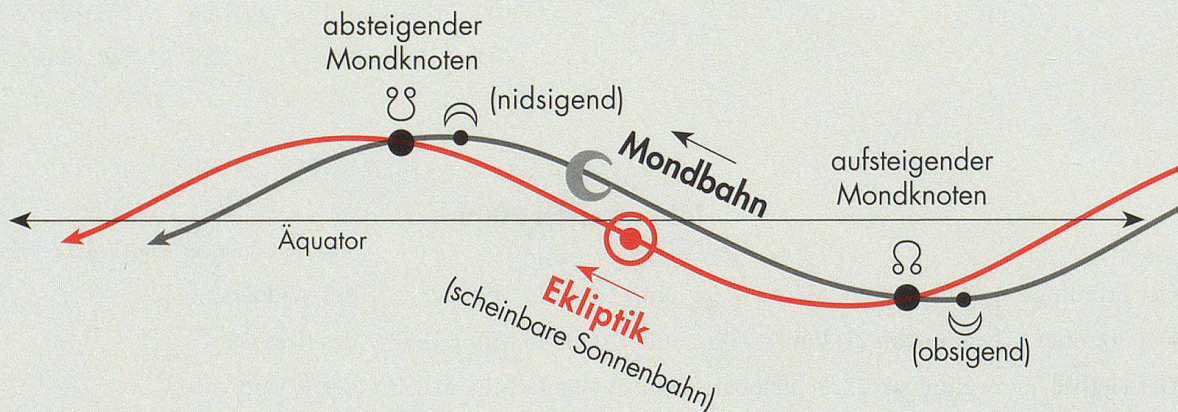 absteigender
Mondknoten
☋
(nidsigend)
Mondbahn
aufsteigender
Mondknoten
Äquator
☊
Ekliptik
(scheinbare Sonnenbahn)
(obsigend)